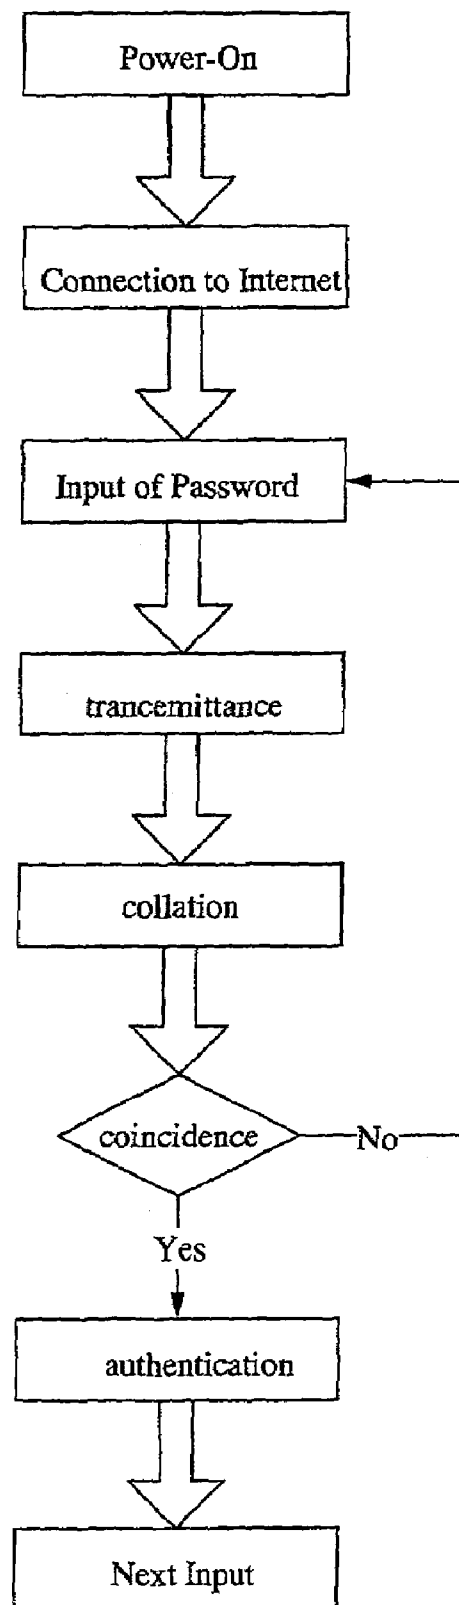 Power-On
Connection to Internet
Input of Password
trancemittance
collation
coincidence
No
Yes
authentication
Next Input